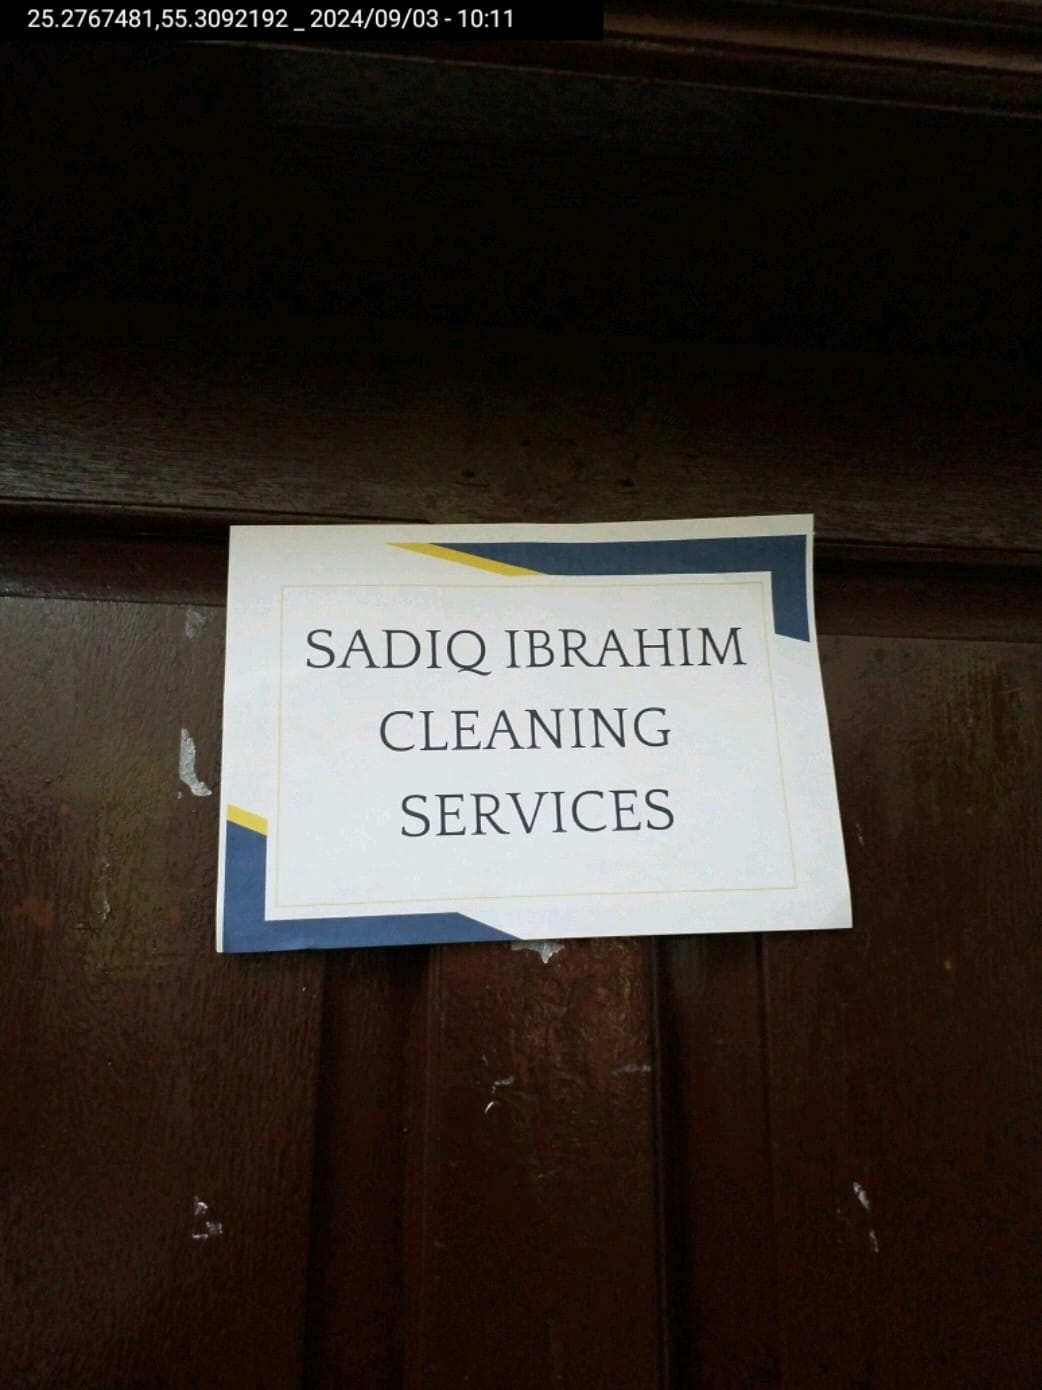 25.2767481,55.3092192 _ 2024/09/03 - 10:11
SADIQ IBRAHIM
CLEANING
SERVICES